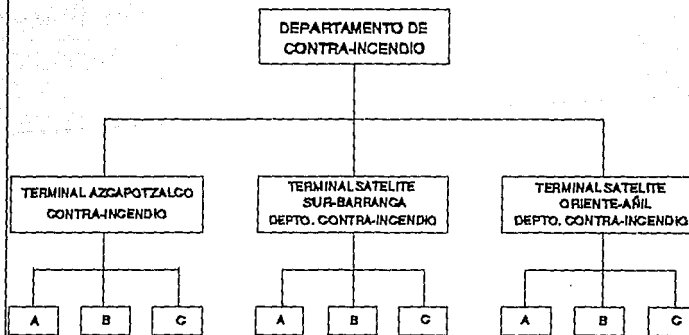 DEPARTAMENTO DE
CONTRA-INCENDIO
TERMINAL AZCAPOTZALCO
CONTRA-INCENDIO
TERMINAL SATELITE
SUR-BARRANCA
DEPTO. CONTRA-INCENDIO
TERMINAL SATELITE
ORIENTE-AÑIL
DEPTO. CONTRA-INCENDIO
A B C A B C A B C